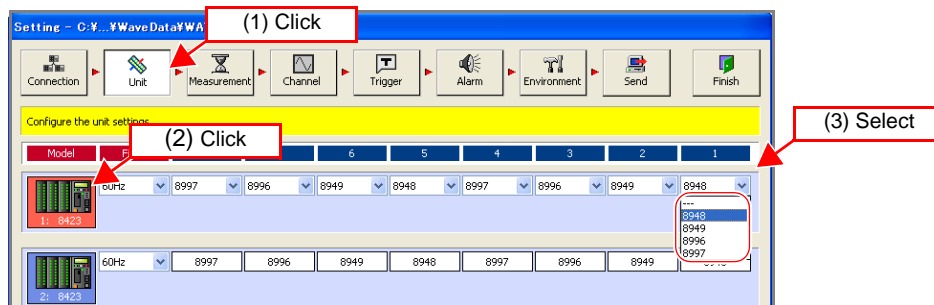 (1) Click
Setting - C:¥...¥WaveData¥WA
Connection Unit Measurement Channel Trigger Alarm Environment Send Finish
Configure the unit settings
(2) Click
(3) Select
Model 6 5 4 3 2 1
60Hz 8997 8996 8949 8948 8997 8996 8949 8948
1: 8423
---
8948
8949
8996
8997
60Hz 8997 8996 8949 8948 8997 8996 8949 8948
2: 8423